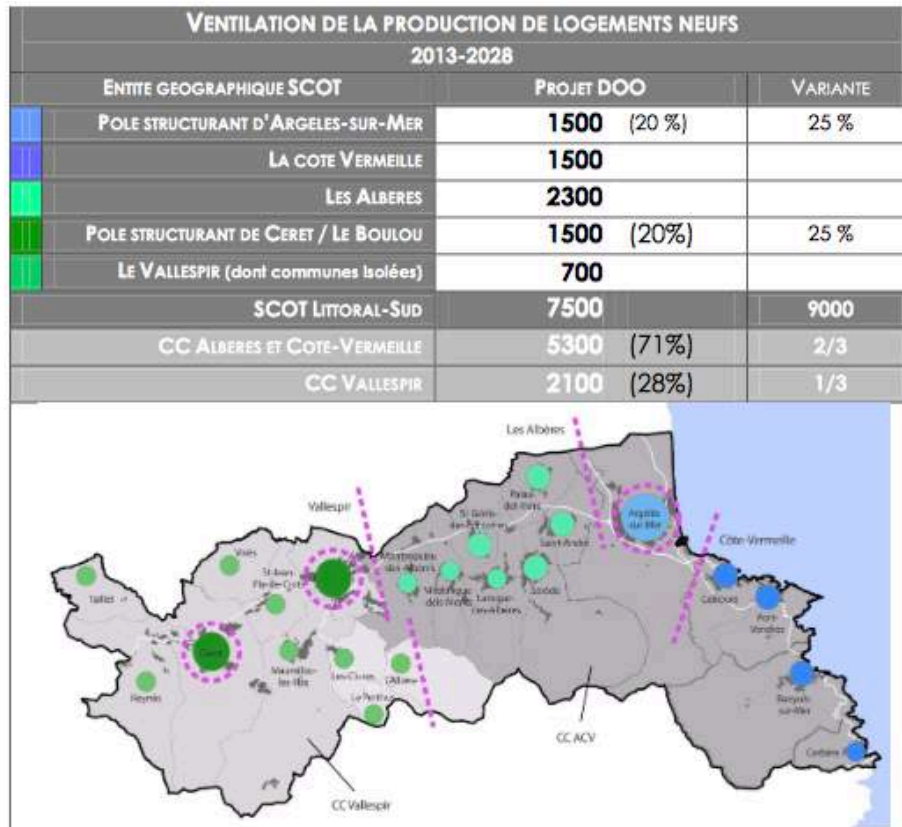 VENTILATION DE LA PRODUCTION DE LOGEMENTS NEUFS
2013-2028
ENTITE GEOGRAPHIQUE SCOT PROJET DOO VARIANTE
POLE STRUCTURANT D'ARGELES-SUR-MER 1500 (20 %) 25 %
LA COTE VERMEILLE 1500
LES ALBERES 2300
POLE STRUCTURANT DE CERET / LE BOULOU 1500 (20%) 25 %
LE VALLESPIR (dont communes isolées) 700
SCOT LITTORAL-SUD 7500 9000
CC ALBERES ET COTE-VERMEILLE 5300 (71%) 2/3
CC VALLESPIR 2100 (28%) 1/3
Les Albères
Vallespir
Côte-Vermeille
Argelès
sur-Mer
Saint-André
Montesquieu
des-Albères
Vivès
St-Jean
Pla-de-Corts
Taillet
Sorède
Laroque
des-Albères
Collioure
Port-
Vendres
Céret
Maureillas
las-Illas
Les Cluses
L'Albère
Le Perthus
Reynès
Banyuls
sur-Mer
Cerbère
CC ACV
CC Vallespir